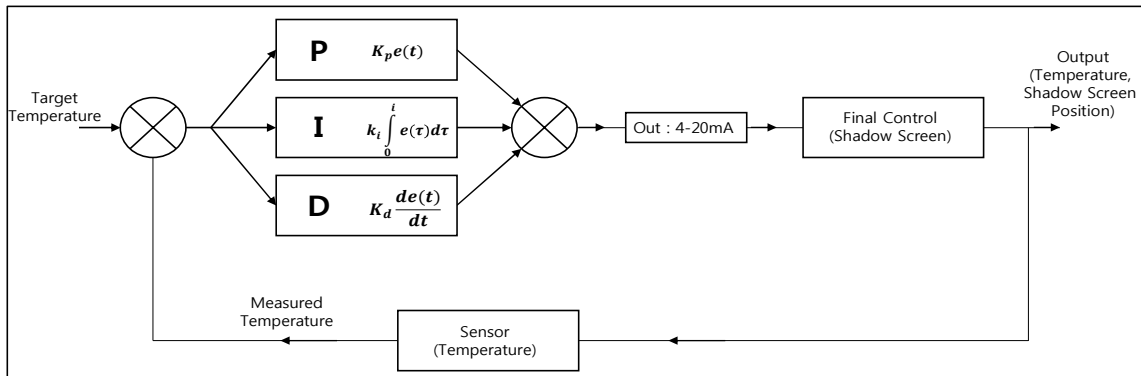 Target
Temperature
P K_p e(t)
I k_i ∫_0^i e(τ)dτ
D K_d de(t)/dt
Out : 4-20mA
Final Control
(Shadow Screen)
Output
(Temperature,
Shadow Screen
Position)
Measured
Temperature
Sensor
(Temperature)